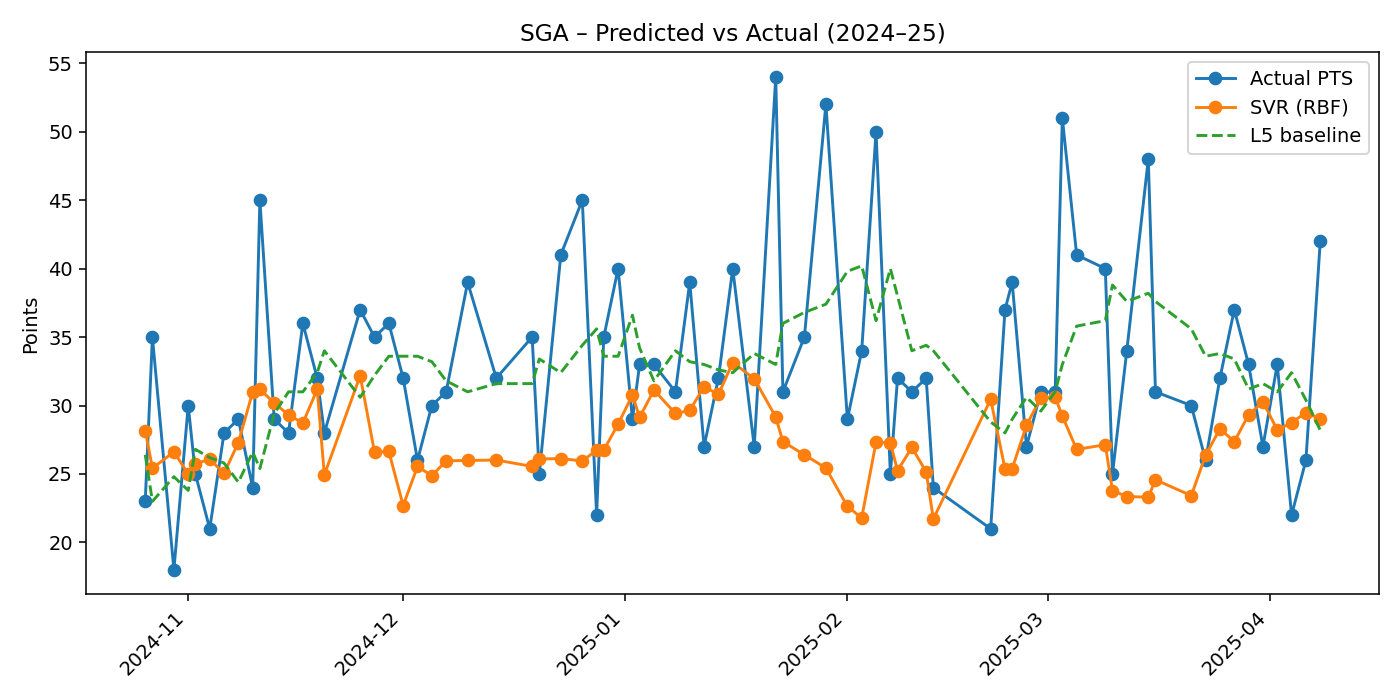 SGA – Predicted vs Actual (2024–25)
55
50
45
40
35
30
25
20
Points
Actual PTS
SVR (RBF)
L5 baseline
2024-11
2024-12
2025-01
2025-02
2025-03
2025-04